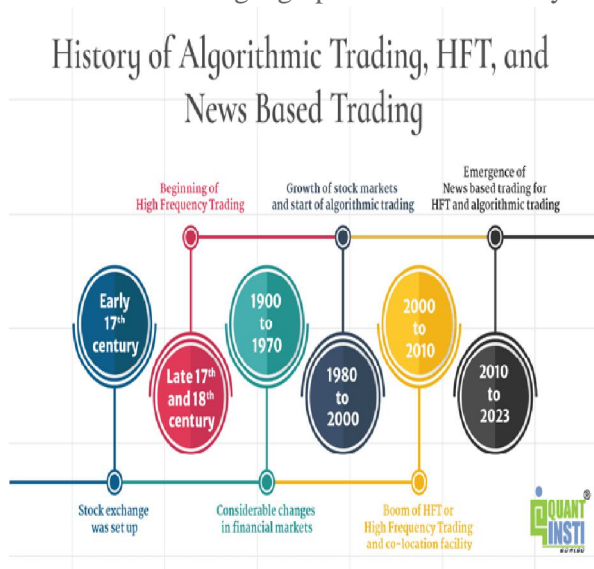 History of Algorithmic Trading, HFT, and
News Based Trading
Beginning of
High Frequency Trading
Growth of stock markets
and start of algorithmic trading
Emergence of
News based trading for
HFT and algorithmic trading
Early
17th
century
Late 17th
and 18th
century
1900
to
1970
1980
to
2000
2000
to
2010
2010
to
2023
Stock exchange
was set up
Considerable changes
in financial markets
Boom of HFT or
High Frequency Trading
and co-location facility
QUANT
INSTI
®